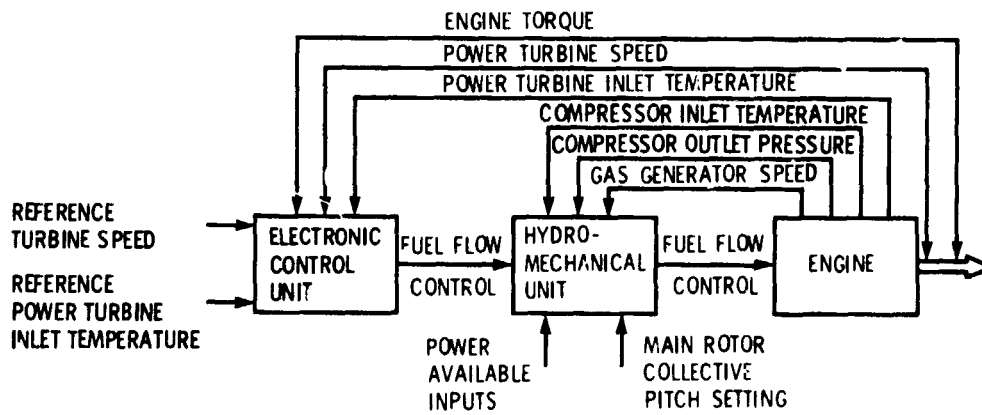 ENGINE TORQUE
POWER TURBINE SPEED
POWER TURBINE INLET TEMPERATURE
COMPRESSOR INLET TEMPERATURE
COMPRESSOR OUTLET PRESSURE
GAS GENERATOR SPEED
REFERENCE
TURBINE SPEED
REFERENCE
POWER TURBINE
INLET TEMPERATURE
ELECTRONIC
CONTROL
UNIT
FUEL FLOW
CONTROL
HYDRO-
MECHANICAL
UNIT
FUEL FLOW
CONTROL
ENGINE
POWER
AVAILABLE
INPUTS
MAIN ROTOR
COLLECTIVE
PITCH SETTING